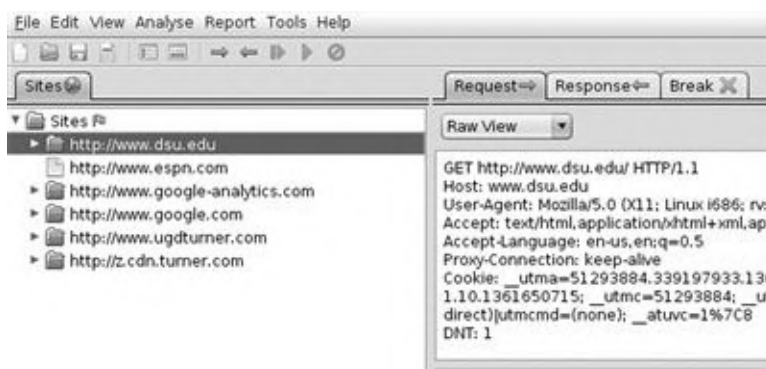 File Edit View Analyse Report Tools Help
Sites
Request Response Break
Sites
http://www.dsu.edu
http://www.espn.com
http://www.google-analytics.com
http://www.google.com
http://www.ugdturner.com
http://z.cdn.turner.com
Raw View
GET http://www.dsu.edu/ HTTP/1.1
Host: www.dsu.edu
User-Agent: Mozilla/5.0 (X11; Linux i686; rv:
Accept: text/html,application/xhtml+xml,ap
Accept-Language: en-us,en;q=0.5
Proxy-Connection: keep-alive
Cookie: __utma=51293884.339197933.136
1.10.1361650715; __utmc=51293884; __u
direct)|utmcmd=(none); __atuvc=1%7C8
DNT: 1